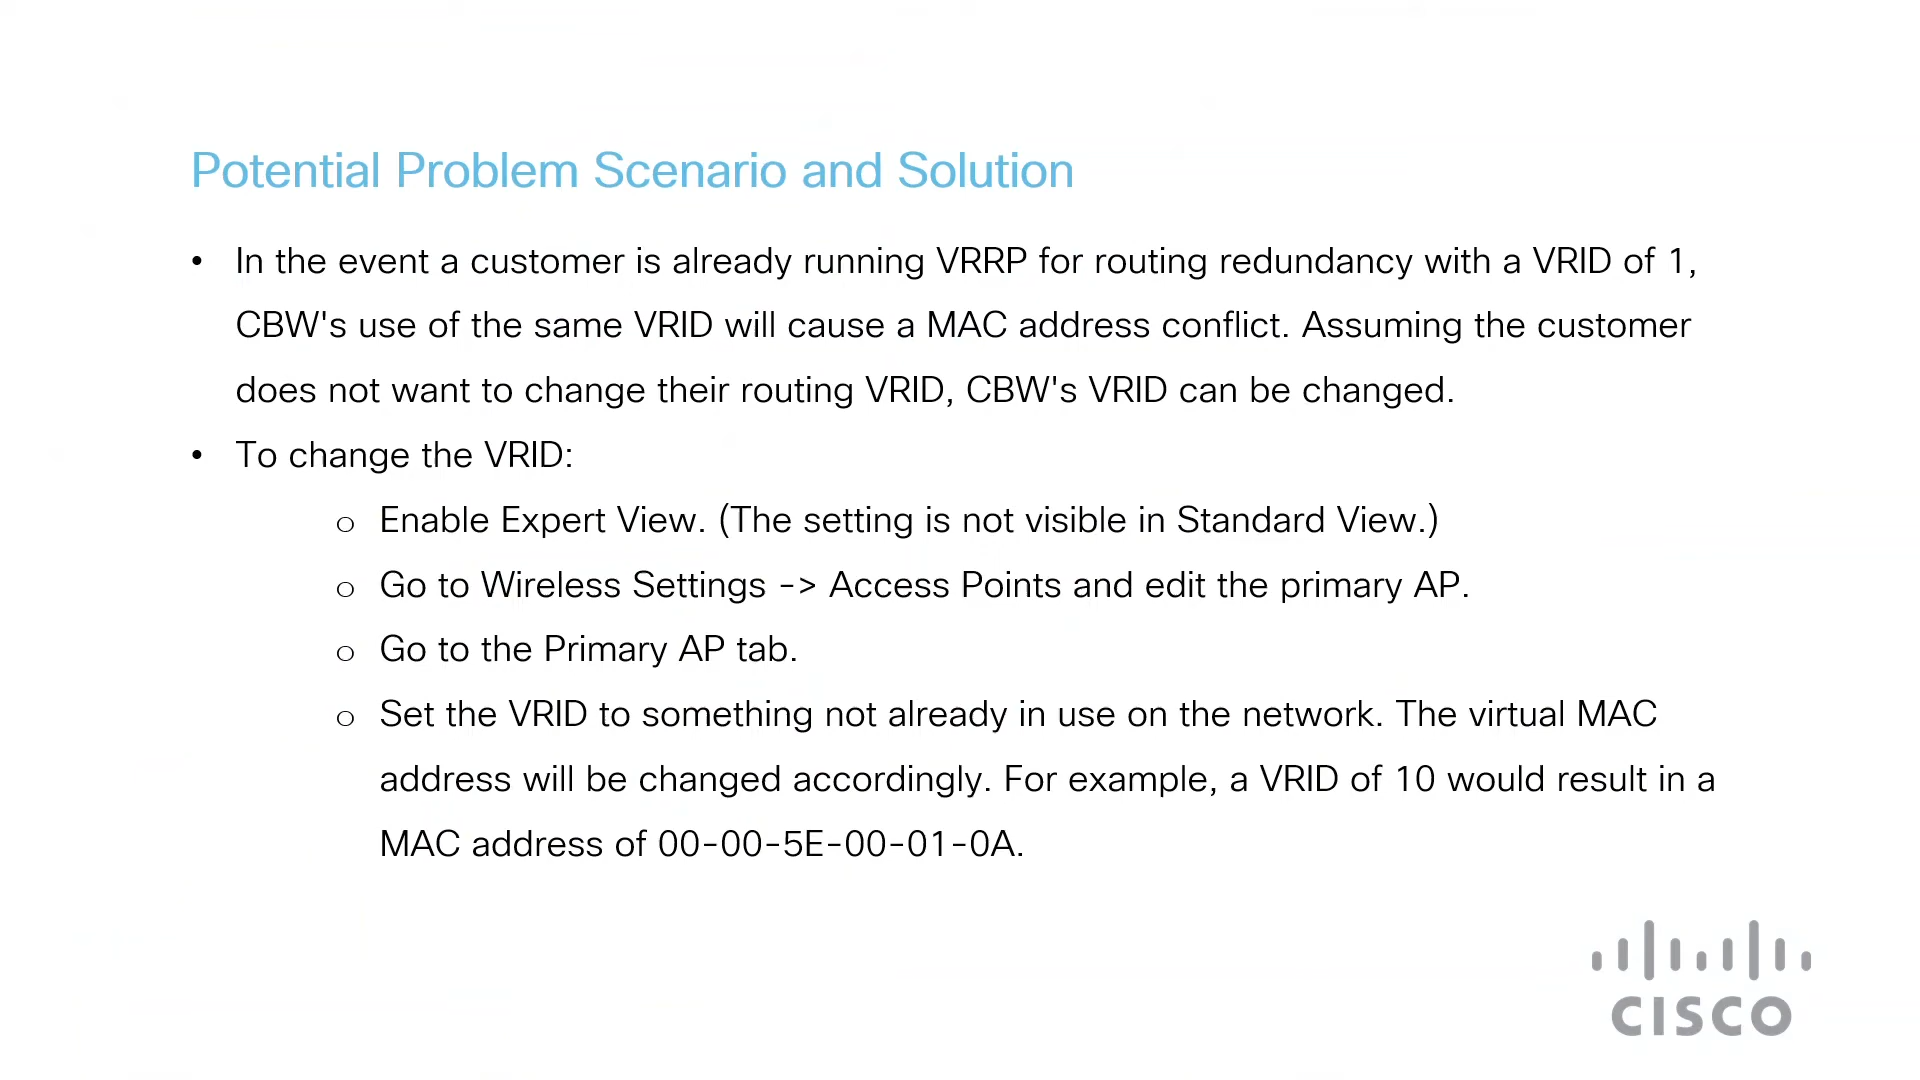 Potential Problem Scenario and Solution
• In the event a customer is already running VRRP for routing redundancy with a VRID of 1,
CBW's use of the same VRID will cause a MAC address conflict. Assuming the customer
does not want to change their routing VRID, CBW's VRID can be changed.
• To change the VRID:
o Enable Expert View. (The setting is not visible in Standard View.)
o Go to Wireless Settings -> Access Points and edit the primary AP.
o Go to the Primary AP tab.
o Set the VRID to something not already in use on the network. The virtual MAC
address will be changed accordingly. For example, a VRID of 10 would result in a
MAC address of 00-00-5E-00-01-0A.
CISCO